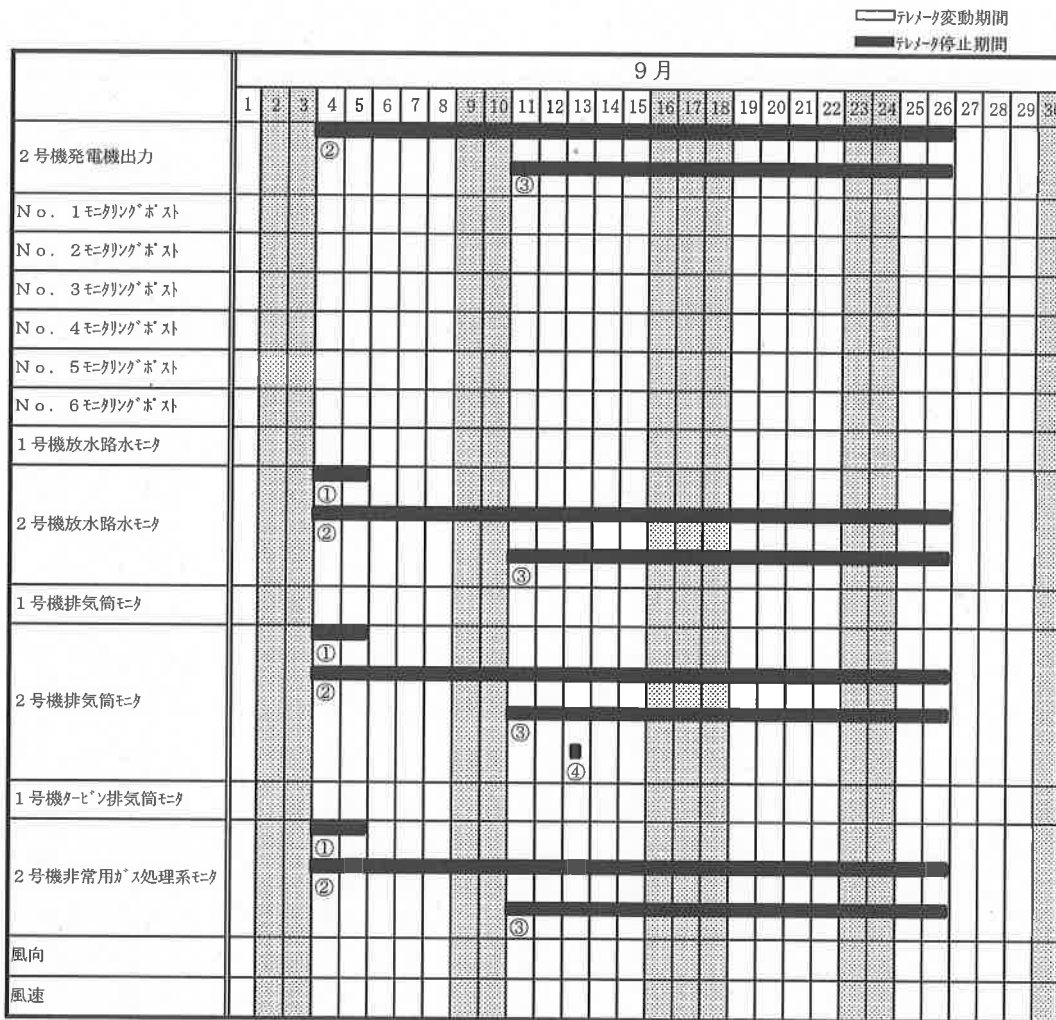 テレメータ変動期間
テレメータ停止期間
9月
1 2 3 4 5 6 7 8 9 10 11 12 13 14 15 16 17 18 19 20 21 22 23 24 25 26 27 28 29 30
2号機発電機出力
②
③
No. 1モニタリングポスト
No. 2モニタリングポスト
No. 3モニタリングポスト
No. 4モニタリングポスト
No. 5モニタリングポスト
No. 6モニタリングポスト
1号機放水路水モニタ
①
2号機放水路水モニタ
②
③
1号機排気筒モニタ
①
2号機排気筒モニタ
②
③
④
1号機タービン排気筒モニタ
①
2号機非常用ガス処理系モニタ
②
③
風向
風速